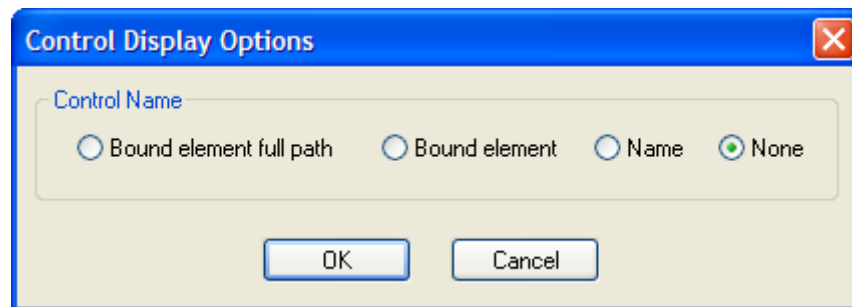 Control Display Options
Control Name
Bound element full path Bound element Name None
OK Cancel